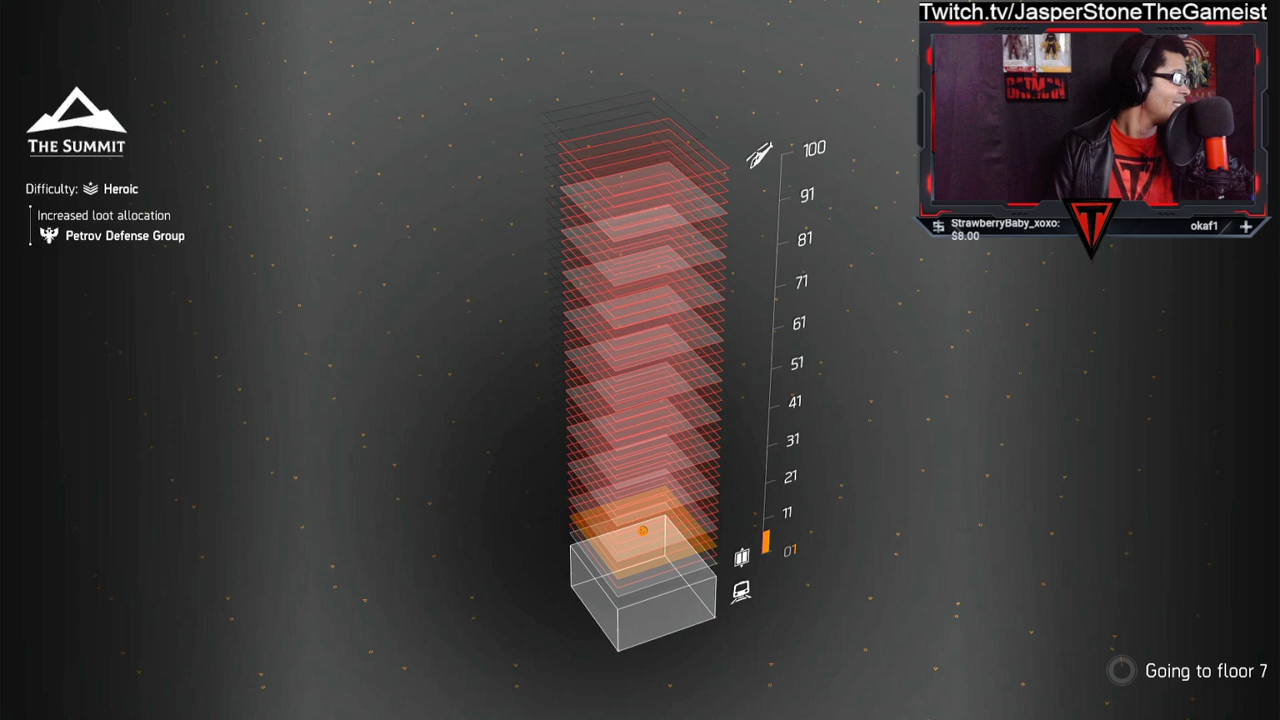 Twitch.tv/JasperStoneTheGameist
BATMAN
THE SUMMIT
Difficulty: Heroic
Increased loot allocation
Petrov Defense Group
100
91
81
71
61
51
41
31
21
11
01
StrawberryBaby_xoxo:
$8.00
okaf1
Going to floor 7